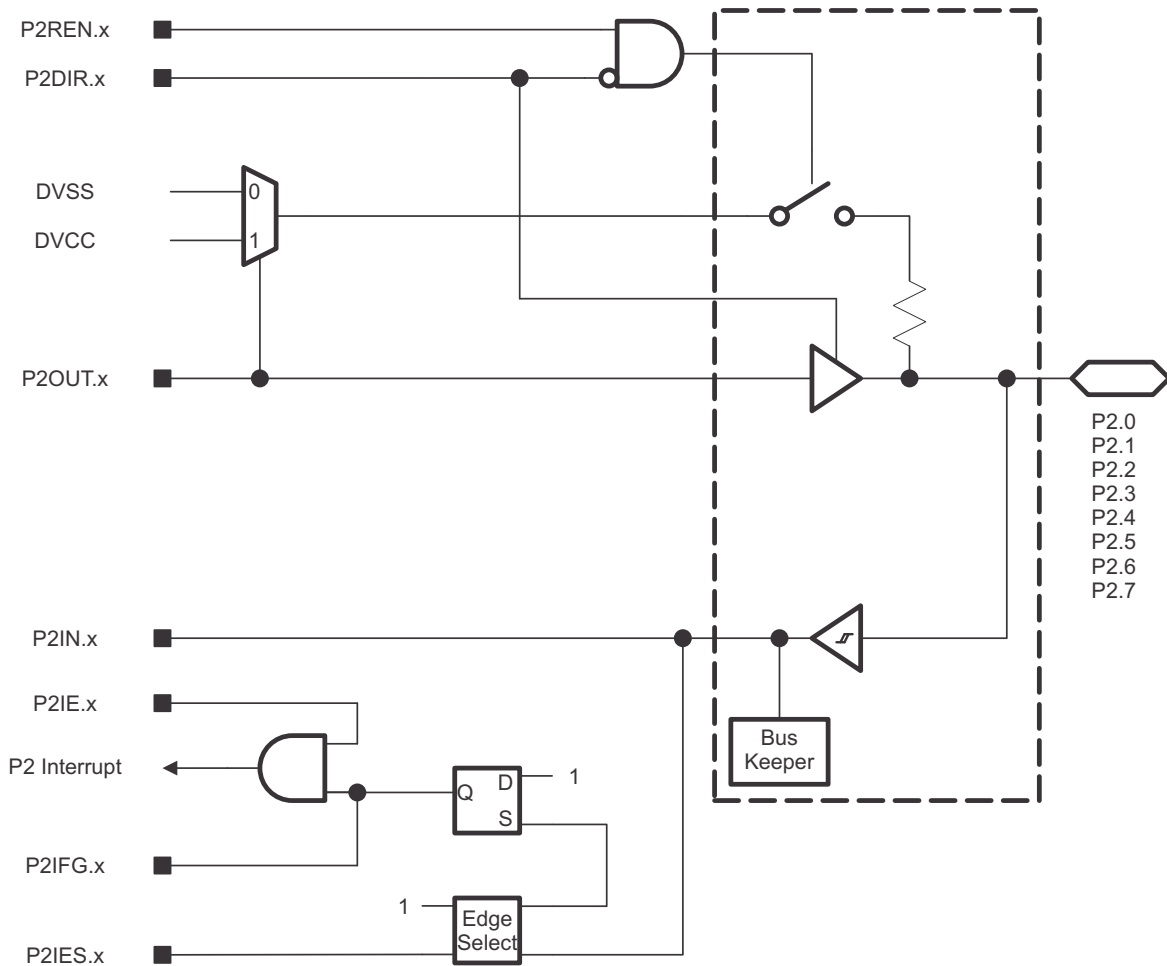 P2REN.x
P2DIR.x
DVSS
0
DVCC
1
P2OUT.x
P2.0
P2.1
P2.2
P2.3
P2.4
P2.5
P2.6
P2.7
P2IN.x
P2IE.x
Bus
Keeper
P2 Interrupt
Q
D
1
S
P2IFG.x
1
Edge
Select
P2IES.x